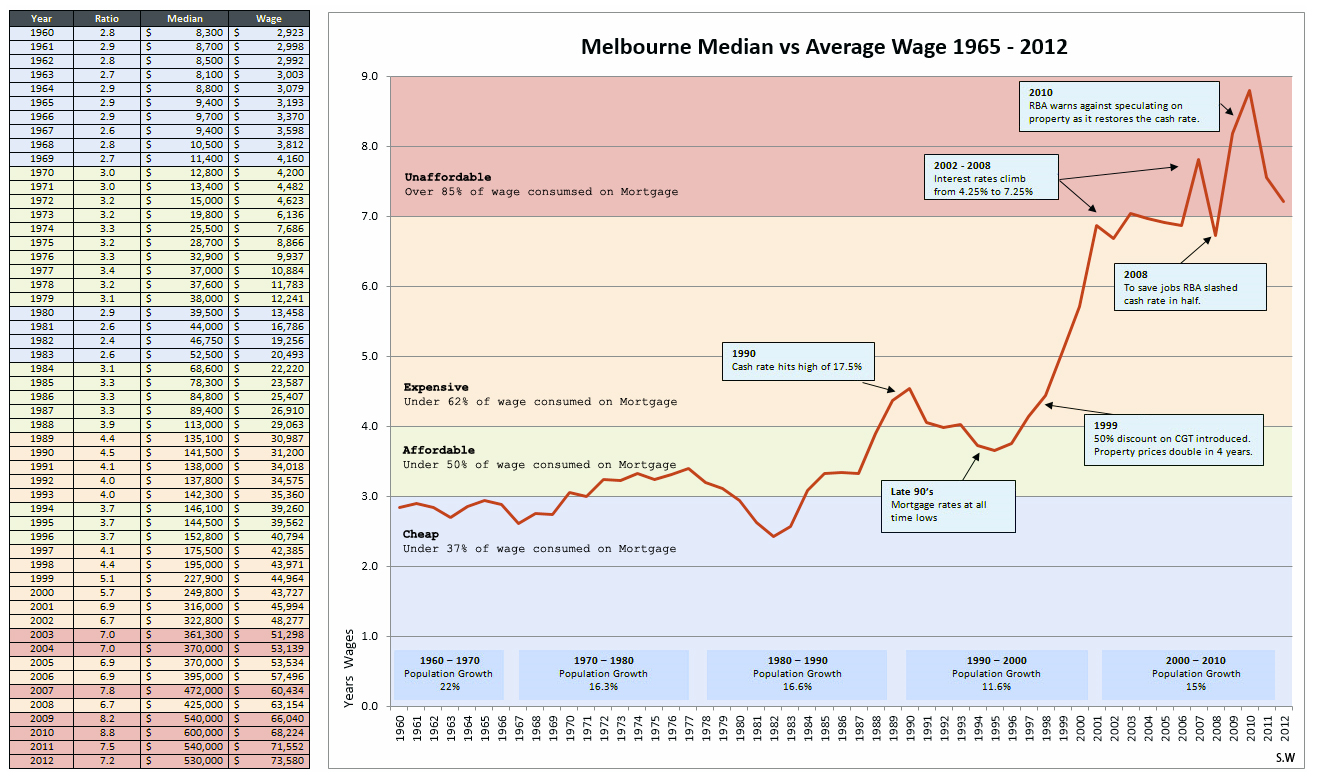 Year Ratio Median Wage
1960 2.8 $ 8,300 $ 2,923
1961 2.9 $ 8,700 $ 2,998
1962 2.8 $ 8,500 $ 2,992
1963 2.7 $ 8,100 $ 3,003
1964 2.9 $ 8,800 $ 3,079
1965 2.9 $ 9,400 $ 3,193
1966 2.9 $ 9,700 $ 3,370
1967 2.6 $ 9,400 $ 3,598
1968 2.8 $ 10,500 $ 3,812
1969 2.7 $ 11,400 $ 4,160
1970 3.0 $ 12,800 $ 4,200
1971 3.0 $ 13,400 $ 4,482
1972 3.2 $ 15,000 $ 4,623
1973 3.2 $ 19,800 $ 6,136
1974 3.3 $ 25,500 $ 7,686
1975 3.2 $ 28,700 $ 8,866
1976 3.3 $ 32,900 $ 9,937
1977 3.4 $ 37,000 $ 10,884
1978 3.2 $ 37,600 $ 11,783
1979 3.1 $ 38,000 $ 12,241
1980 2.9 $ 39,500 $ 13,458
1981 2.6 $ 44,000 $ 16,786
1982 2.4 $ 46,750 $ 19,256
1983 2.6 $ 52,500 $ 20,493
1984 3.1 $ 68,600 $ 22,220
1985 3.3 $ 78,300 $ 23,587
1986 3.3 $ 84,800 $ 25,407
1987 3.3 $ 89,400 $ 26,910
1988 3.9 $ 113,000 $ 29,063
1989 4.4 $ 135,100 $ 30,987
1990 4.5 $ 141,500 $ 31,200
1991 4.1 $ 138,000 $ 34,018
1992 4.0 $ 137,800 $ 34,575
1993 4.0 $ 142,300 $ 35,360
1994 3.7 $ 146,100 $ 39,260
1995 3.7 $ 144,500 $ 39,562
1996 3.7 $ 152,800 $ 40,794
1997 4.1 $ 175,500 $ 42,385
1998 4.4 $ 195,000 $ 43,971
1999 5.1 $ 227,900 $ 44,964
2000 5.7 $ 249,800 $ 43,727
2001 6.9 $ 316,000 $ 45,994
2002 6.7 $ 322,800 $ 48,277
2003 7.0 $ 361,300 $ 51,298
2004 7.0 $ 370,000 $ 53,139
2005 6.9 $ 370,000 $ 53,534
2006 6.9 $ 395,000 $ 57,496
2007 7.8 $ 472,000 $ 60,434
2008 6.7 $ 425,000 $ 63,154
2009 8.2 $ 540,000 $ 66,040
2010 8.8 $ 600,000 $ 68,224
2011 7.5 $ 540,000 $ 71,552
2012 7.2 $ 530,000 $ 73,580
Melbourne Median vs Average Wage 1965 - 2012
9.0
8.0
7.0
6.0
5.0
4.0
3.0
2.0
1.0
0.0
Years Wages
2010
RBA warns against speculating on
property as it restores the cash rate.
2002 - 2008
Interest rates climb
from 4.25% to 7.25%
Unaffordable
Over 85% of wage consumsed on Mortgage
2008
To save jobs RBA slashed
cash rate in half.
1990
Cash rate hits high of 17.5%
Expensive
Under 62% of wage consumed on Mortgage
1999
50% discount on CGT introduced.
Property prices double in 4 years.
Affordable
Under 50% of wage consumed on Mortgage
Late 90's
Mortgage rates at all
time lows
Cheap
Under 37% of wage consumed on Mortgage
1960 – 1970
Population Growth
22%
1970 – 1980
Population Growth
16.3%
1980 – 1990
Population Growth
16.6%
1990 – 2000
Population Growth
11.6%
2000 – 2010
Population Growth
15%
1960 1961 1962 1963 1964 1965 1966 1967 1968 1969 1970 1971 1972 1973 1974 1975 1976 1977 1978 1979 1980 1981 1982 1983 1984 1985 1986 1987 1988 1989 1990 1991 1992 1993 1994 1995 1996 1997 1998 1999 2000 2001 2002 2003 2004 2005 2006 2007 2008 2009 2010 2011 2012
S.W